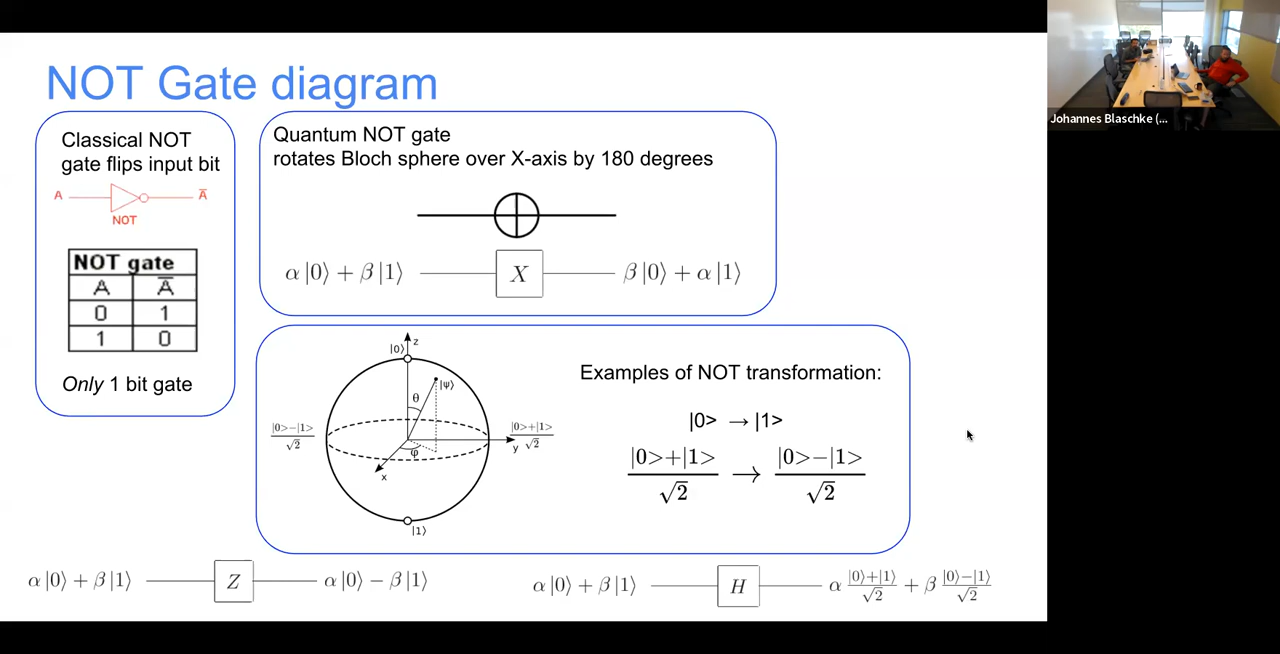 NOT Gate diagram
Classical NOT
gate flips input bit
A
A̅
NOT
NOT gate
A A̅
0 1
1 0
Only 1 bit gate
Quantum NOT gate
rotates Bloch sphere over X-axis by 180 degrees
α|0⟩ + β|1⟩ X β|0⟩ + α|1⟩
z
|0⟩
|ψ⟩
θ
φ
|0>−|1>
√2
|0>+|1>
√2
y
x
|1⟩
Examples of NOT transformation:
|0> → |1>
|0>+|1> → |0>−|1>
√2 √2
α|0⟩ + β|1⟩ Z α|0⟩ − β|1⟩
α|0⟩ + β|1⟩ H α |0⟩+|1⟩/√2 + β |0⟩−|1⟩/√2
Johannes Blaschke (...